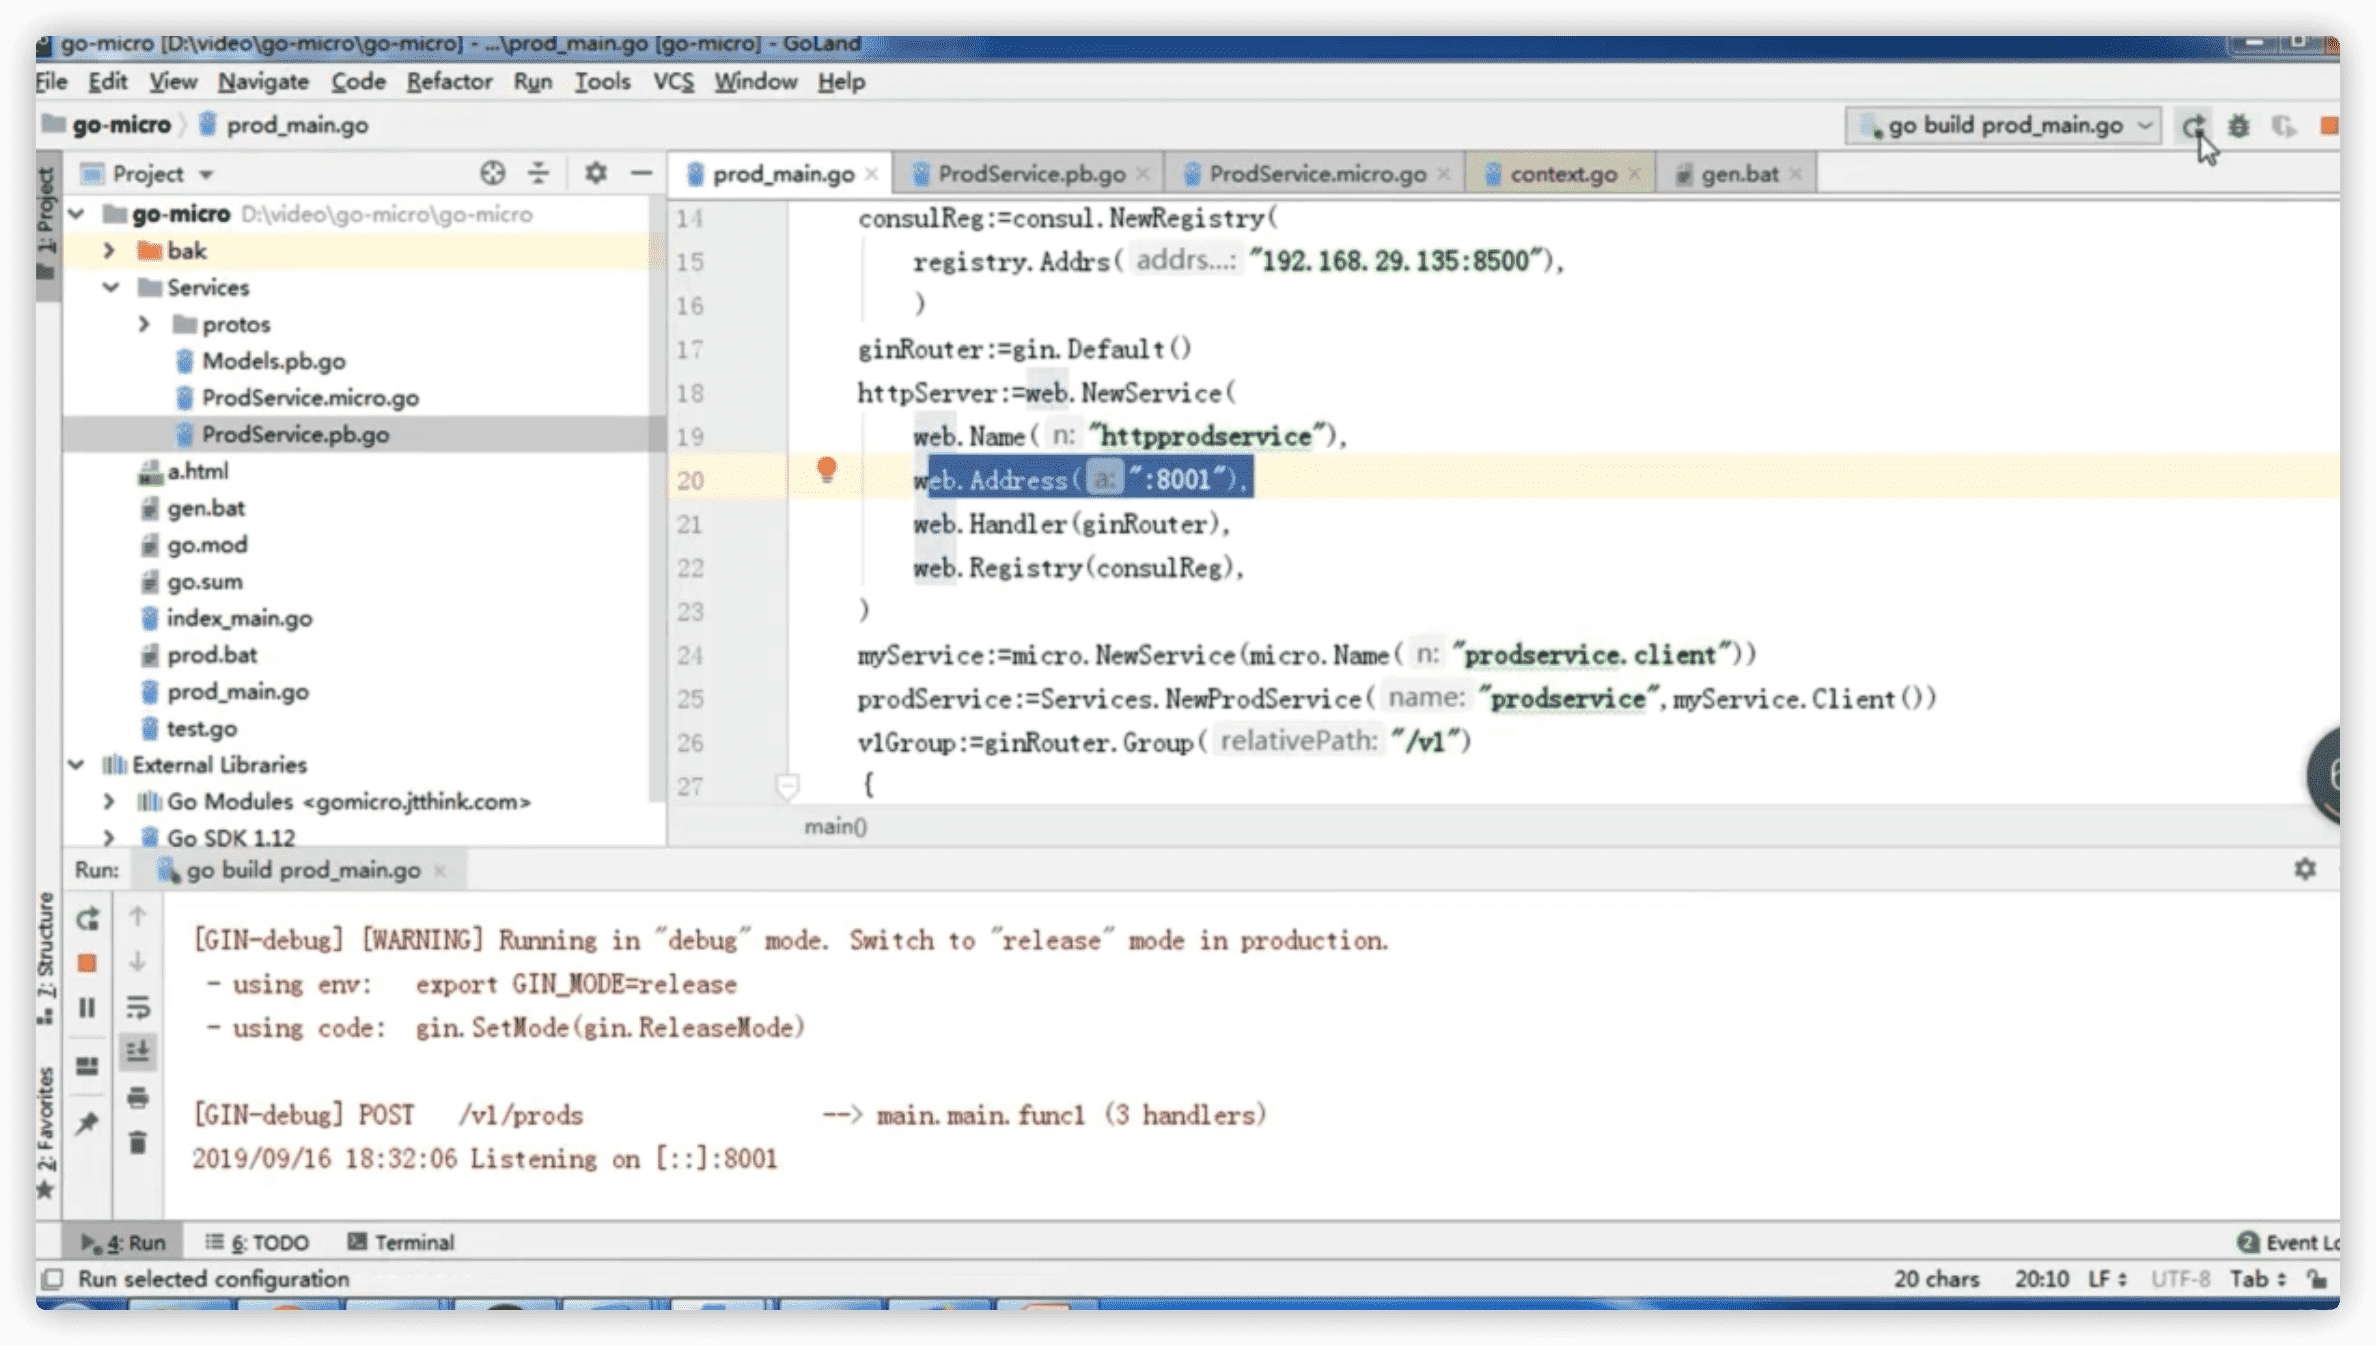 go-micro [D:\video\go-micro\go-micro] - ...\prod_main.go [go-micro] - GoLand
File Edit View Navigate Code Refactor Run Tools VCS Window Help
go-micro prod_main.go
go build prod_main.go
1: Project
Project
prod_main.go ProdService.pb.go ProdService.micro.go context.go gen.bat
go-micro D:\video\go-micro\go-micro
bak
Services
protos
Models.pb.go
ProdService.micro.go
ProdService.pb.go
a.html
gen.bat
go.mod
go.sum
index_main.go
prod.bat
prod_main.go
test.go
External Libraries
Go Modules <gomicro.jtthink.com>
Go SDK 1.12
14 consulReg:=consul.NewRegistry(
15 registry.Addrs( addrs...: "192.168.29.135:8500"),
16 )
17 ginRouter:=gin.Default()
18 httpServer:=web.NewService(
19 web.Name( n: "httpprodservice"),
20 web.Address( a: ":8001"),
21 web.Handler(ginRouter),
22 web.Registry(consulReg),
23 )
24 myService:=micro.NewService(micro.Name( n: "prodservice.client"))
25 prodService:=Services.NewProdService( name: "prodservice",myService.Client())
26 v1Group:=ginRouter.Group( relativePath: "/v1")
27 {
main()
Run: go build prod_main.go
7: Structure
2: Favorites
[GIN-debug] [WARNING] Running in "debug" mode. Switch to "release" mode in production.
- using env: export GIN_MODE=release
- using code: gin.SetMode(gin.ReleaseMode)
[GIN-debug] POST /v1/prods --> main.main.func1 (3 handlers)
2019/09/16 18:32:06 Listening on [::]:8001
4: Run 6: TODO Terminal
2 Event
Run selected configuration
20 chars 20:10 LF UTF-8 Tab